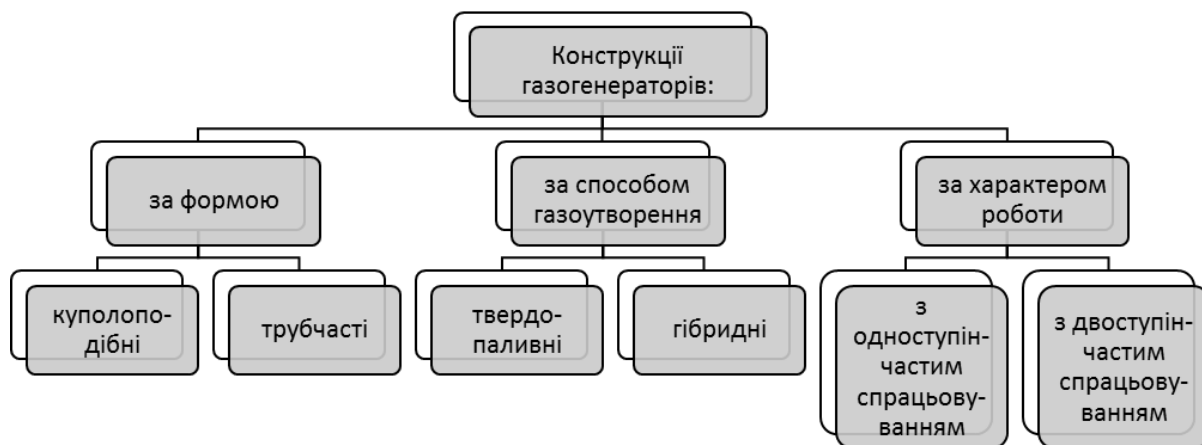 Конструкції
газогенераторів:
за формою
за способом
газоутворення
за характером
роботи
куполопо-
дібні
трубчасті
твердо-
паливні
гібридні
з
одноступін-
частим
спрацьову-
ванням
з двоступін-
частим
спрацьову-
ванням